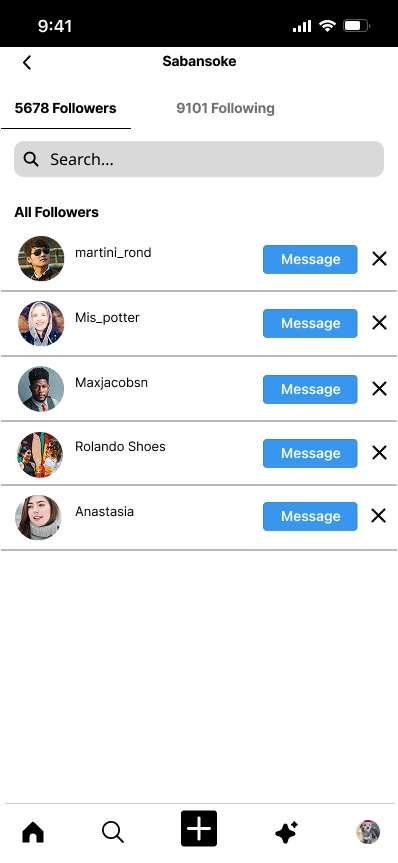 9:41
Sabansoke
5678 Followers 9101 Following
Search...
All Followers
martini_rond Message
Mis_potter Message
Maxjacobsn Message
Rolando Shoes Message
Anastasia Message